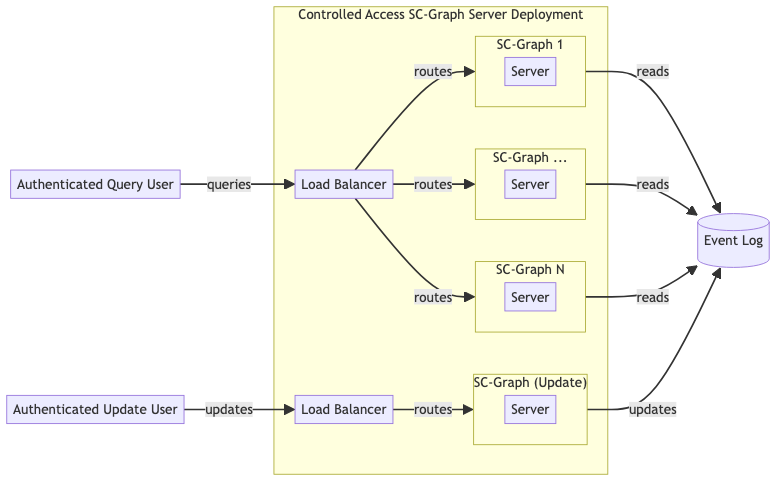 Controlled Access SC-Graph Server Deployment
SC-Graph 1
Server
routes
reads
SC-Graph ...
Server
Authenticated Query User
queries
Load Balancer
routes
reads
Event Log
SC-Graph N
Server
routes
reads
SC-Graph (Update)
Server
Authenticated Update User
updates
Load Balancer
routes
updates